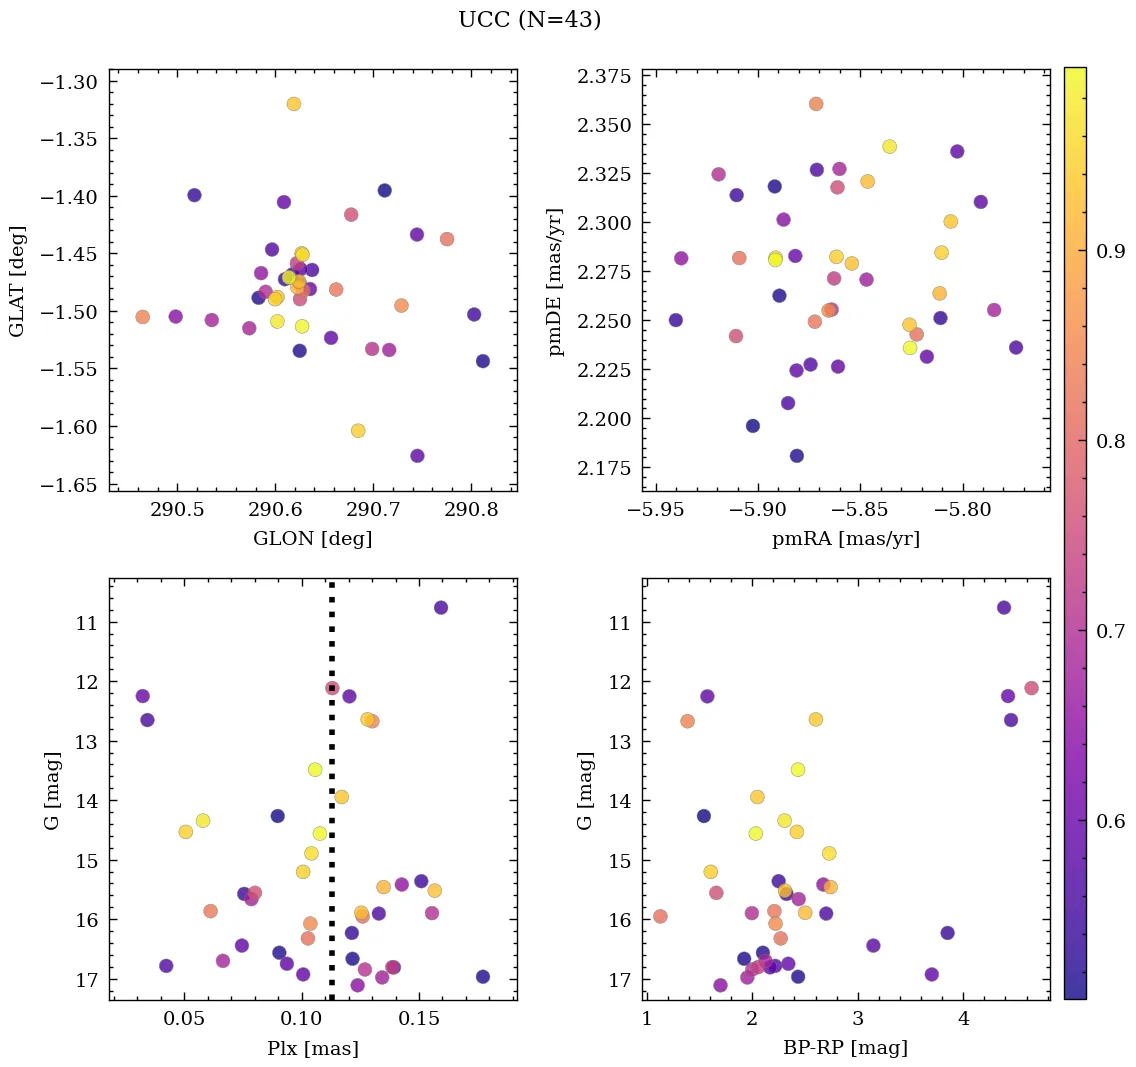 UCC (N=43)
−1.30
−1.35
−1.40
−1.45
−1.50
−1.55
−1.60
−1.65
GLAT [deg]
290.5 290.6 290.7 290.8
GLON [deg]
2.375
2.350
2.325
2.300
2.275
2.250
2.225
2.200
2.175
pmDE [mas/yr]
−5.95 −5.90 −5.85 −5.80
pmRA [mas/yr]
11
12
13
14
15
16
17
G [mag]
0.05 0.10 0.15
Plx [mas]
11
12
13
14
15
16
17
G [mag]
1 2 3 4
BP-RP [mag]
0.9
0.8
0.7
0.6